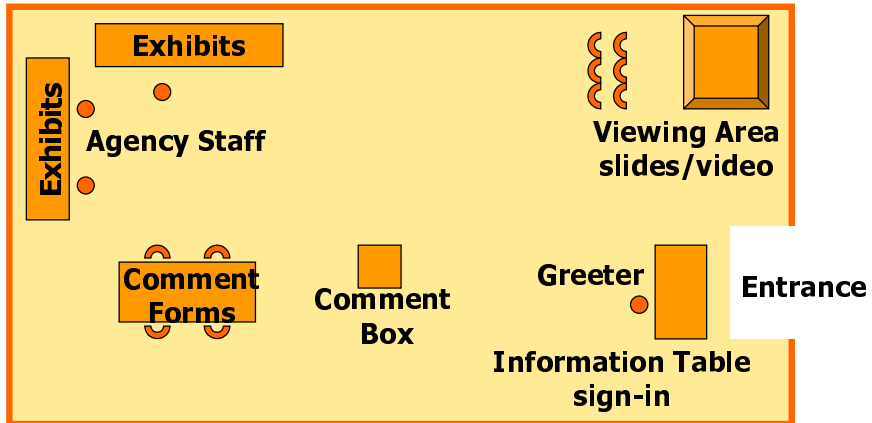 Exhibits
Exhibits
Agency Staff
Viewing Area
slides/video
Comment
Forms
Comment
Box
Greeter
Entrance
Information Table
sign-in